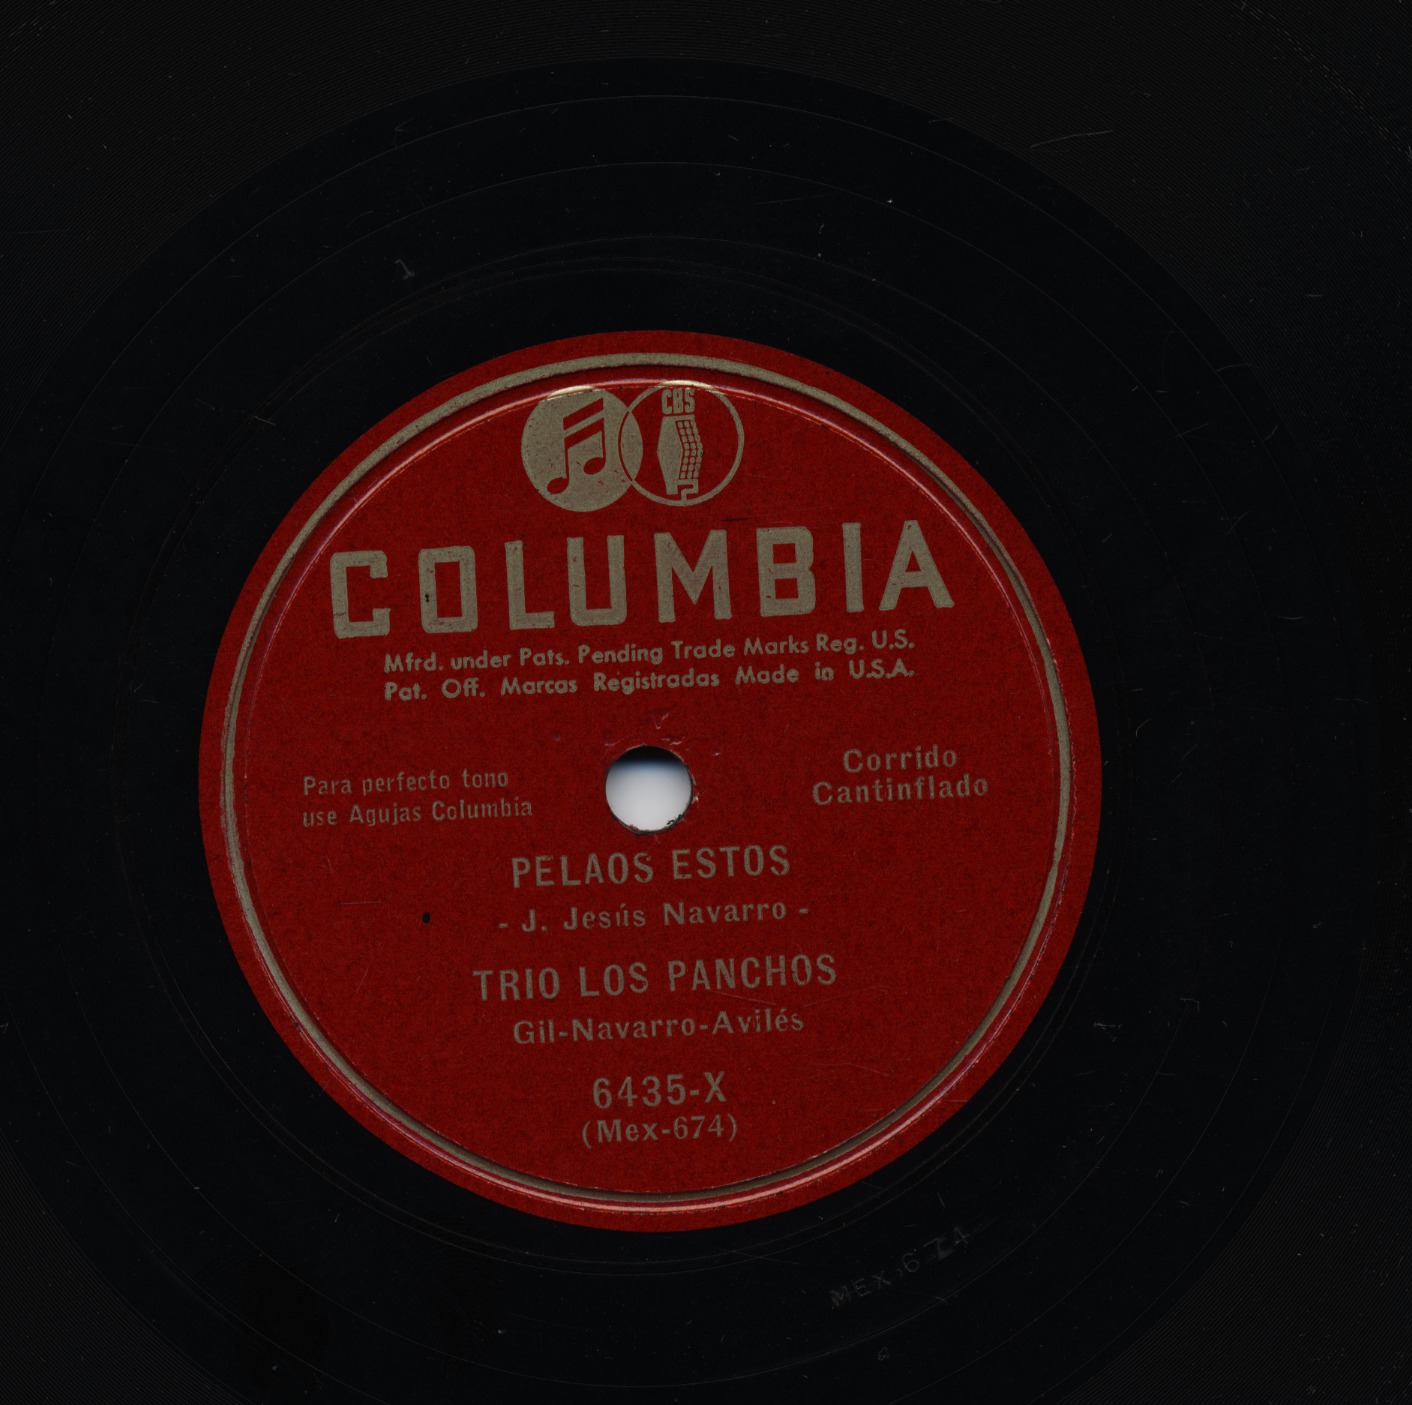 1
CBS
COLUMBIA
Mfrd. under Pats. Pending Trade Marks Reg. U.S.
Pat. Off. Marcas Registradas Made in U.S.A.
Para perfecto tono
use Agujas Columbia
Corrido
Cantinflado
PELAOS ESTOS
- J. Jesús Navarro -
TRIO LOS PANCHOS
Gil-Navarro-Avilés
6435-X
(Mex-674)
MEX.674